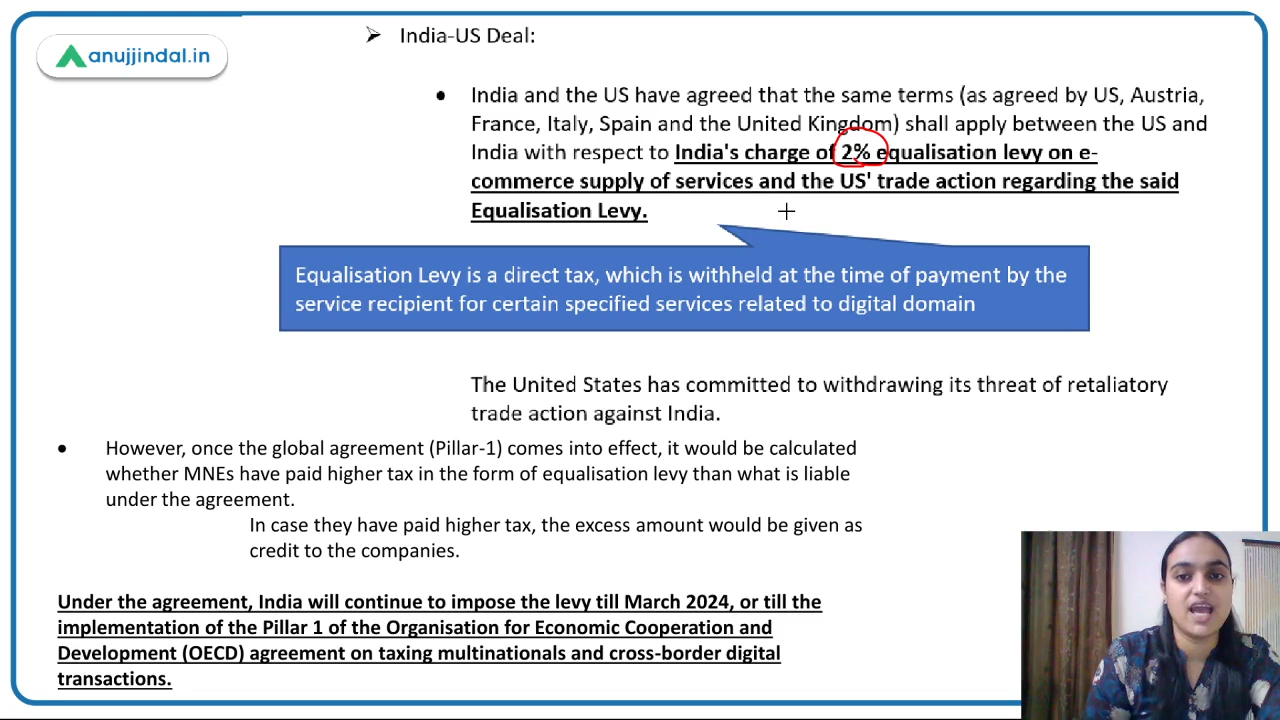 anujjindal.in
➤ India-US Deal:
• India and the US have agreed that the same terms (as agreed by US, Austria,
France, Italy, Spain and the United Kingdom) shall apply between the US and
India with respect to India's charge of 2% equalisation levy on e-
commerce supply of services and the US' trade action regarding the said
Equalisation Levy.
Equalisation Levy is a direct tax, which is withheld at the time of payment by the
service recipient for certain specified services related to digital domain
The United States has committed to withdrawing its threat of retaliatory
trade action against India.
• However, once the global agreement (Pillar-1) comes into effect, it would be calculated
whether MNEs have paid higher tax in the form of equalisation levy than what is liable
under the agreement.
In case they have paid higher tax, the excess amount would be given as
credit to the companies.
Under the agreement, India will continue to impose the levy till March 2024, or till the
implementation of the Pillar 1 of the Organisation for Economic Cooperation and
Development (OECD) agreement on taxing multinationals and cross-border digital
transactions.